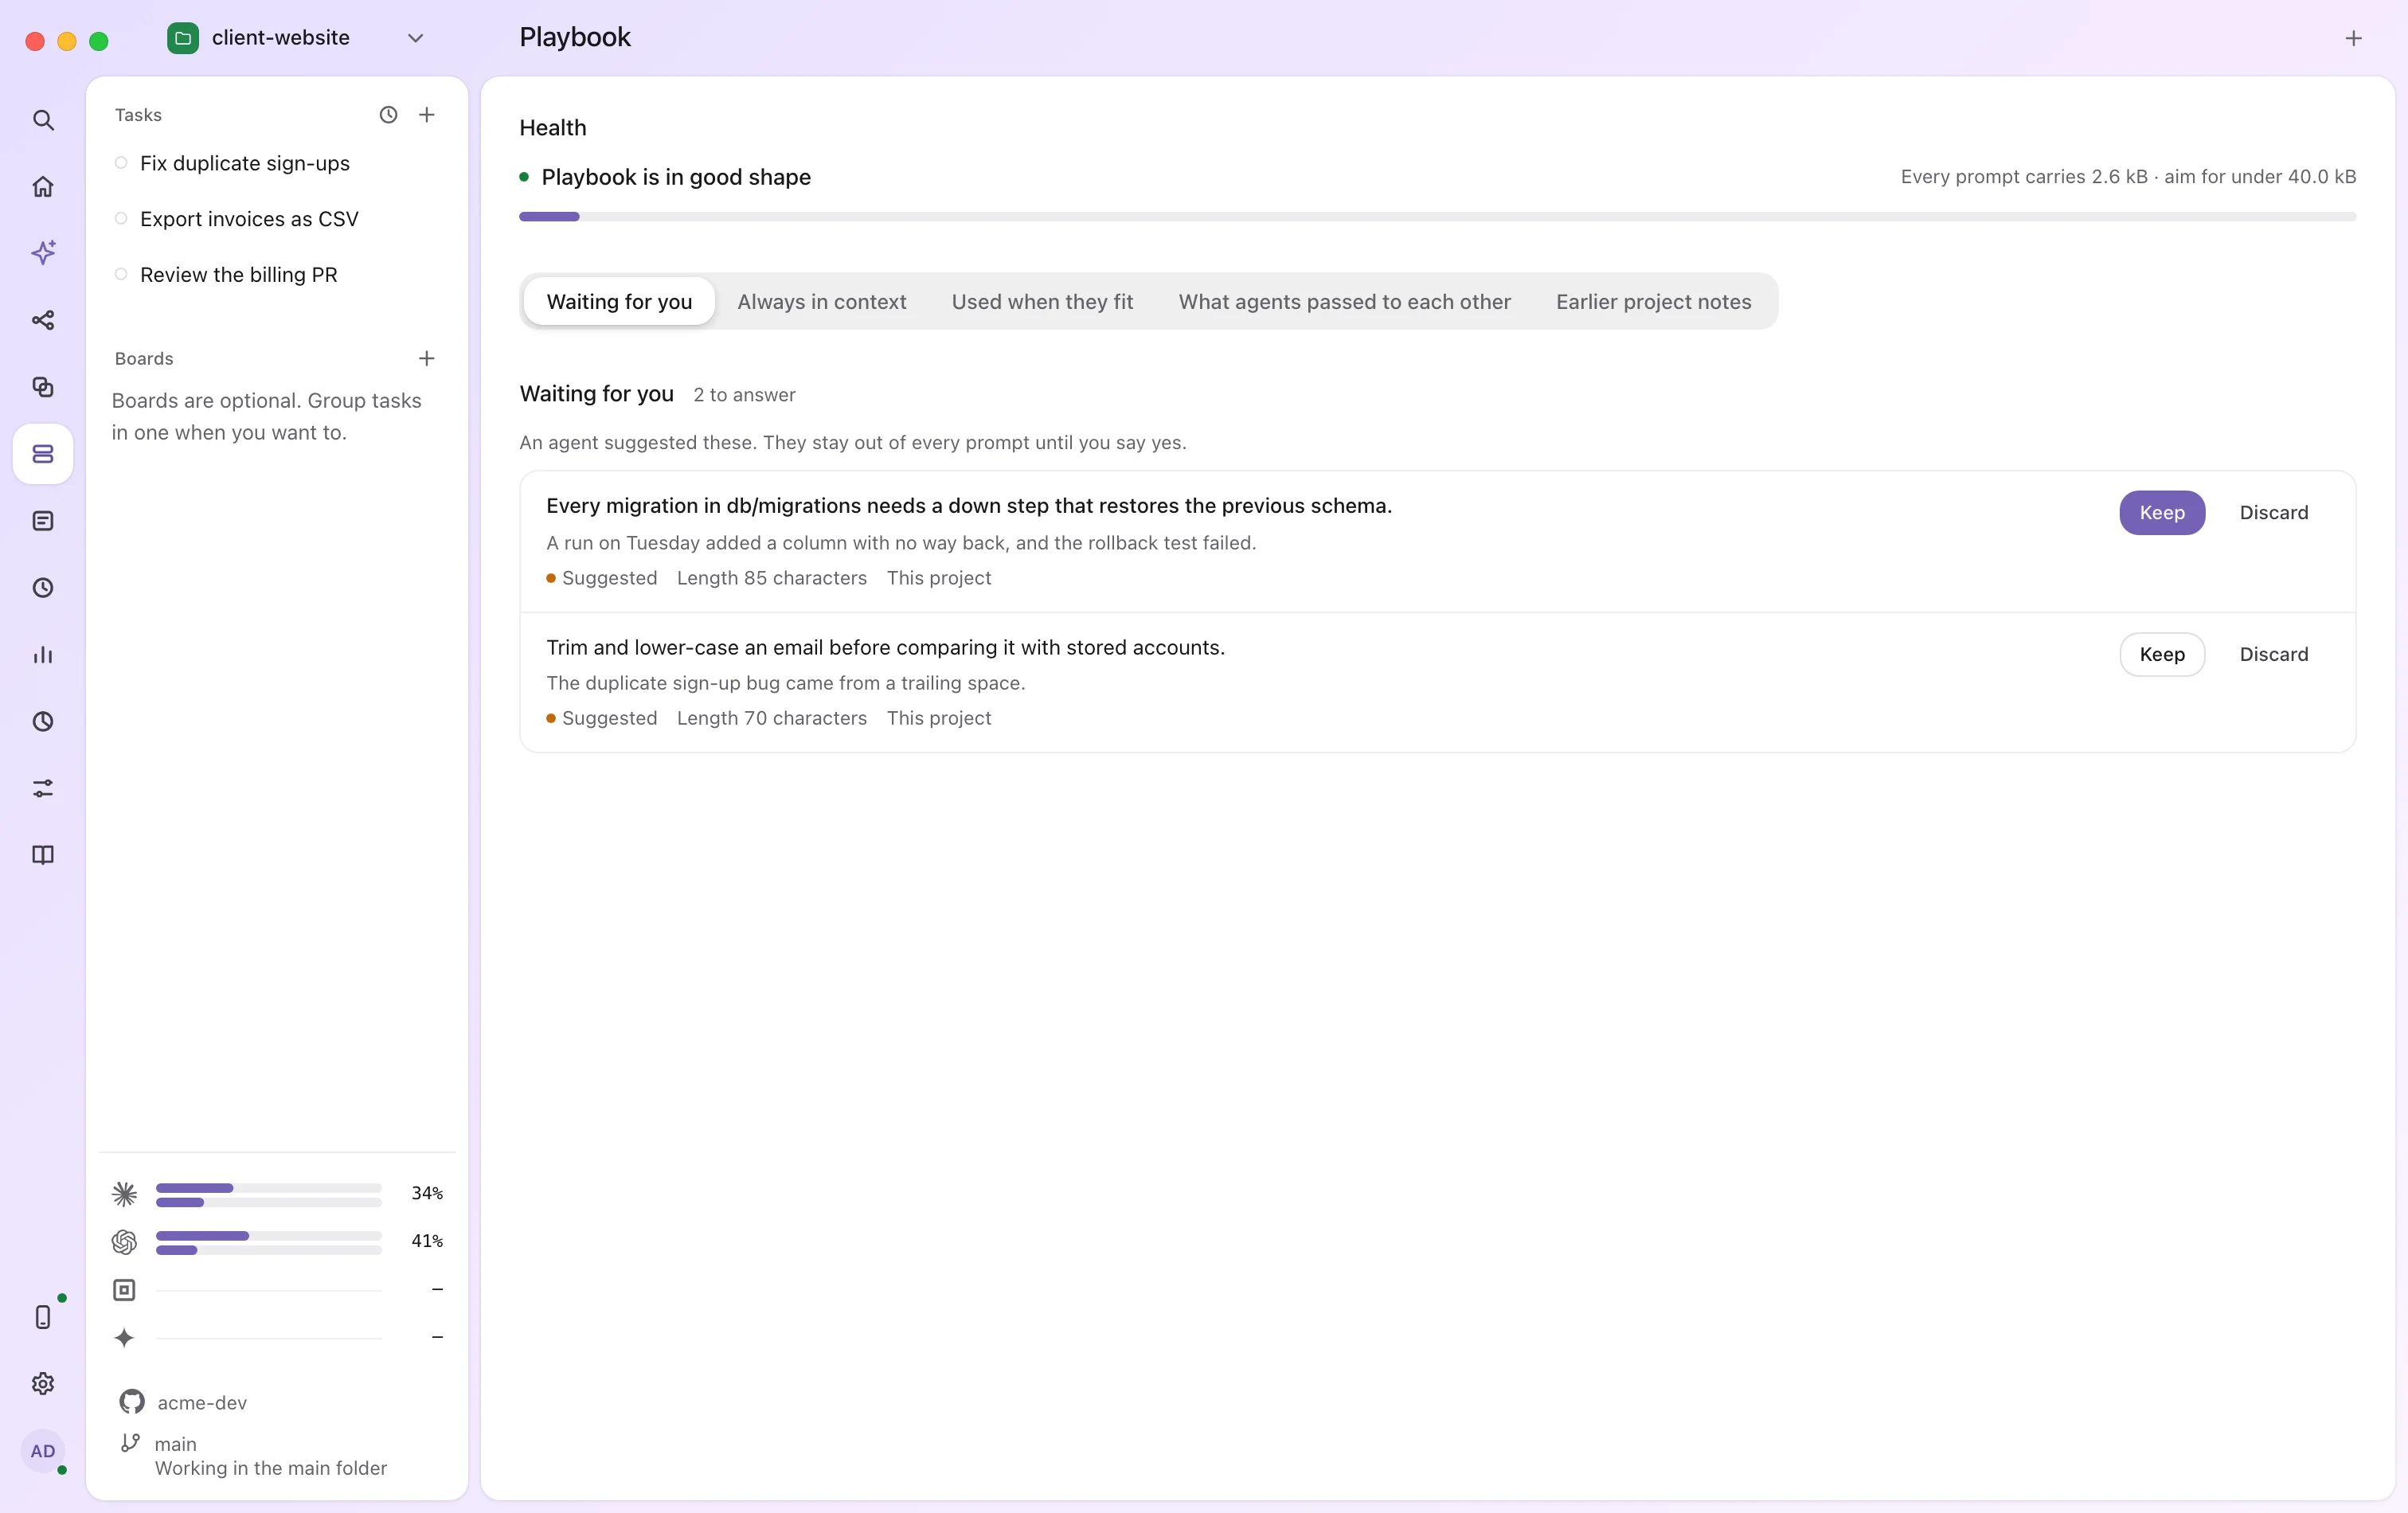 client-website
Playbook
Tasks
Fix duplicate sign-ups
Export invoices as CSV
Review the billing PR
Boards
Boards are optional. Group tasks
in one when you want to.
34%
41%
–
–
acme-dev
main
Working in the main folder
AD
Health
Playbook is in good shape
Every prompt carries 2.6 kB · aim for under 40.0 kB
Waiting for you Always in context Used when they fit What agents passed to each other Earlier project notes
Waiting for you 2 to answer
An agent suggested these. They stay out of every prompt until you say yes.
Every migration in db/migrations needs a down step that restores the previous schema.
Keep Discard
A run on Tuesday added a column with no way back, and the rollback test failed.
Suggested Length 85 characters This project
Trim and lower-case an email before comparing it with stored accounts.
Keep Discard
The duplicate sign-up bug came from a trailing space.
Suggested Length 70 characters This project